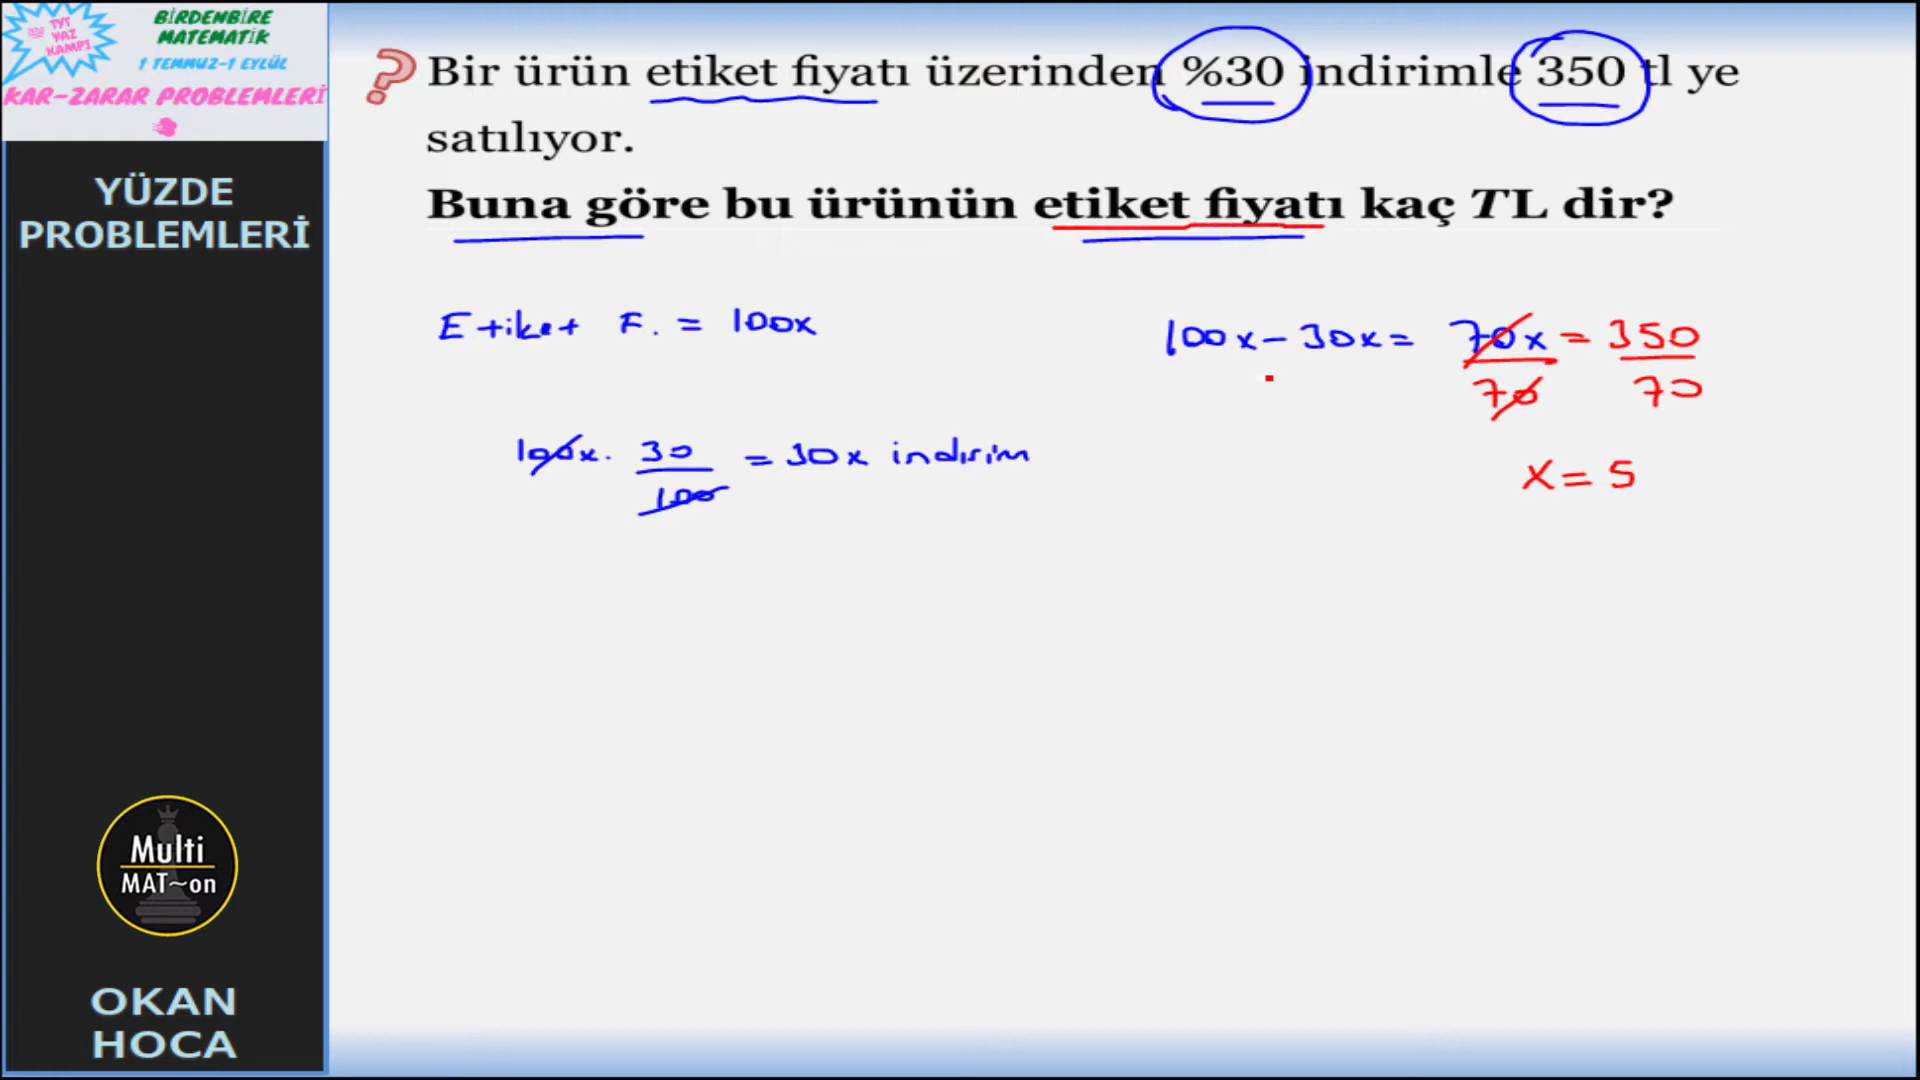 TYT
YAZ
KAMPI
BİRDENBİRE
MATEMATİK
1 TEMMUZ-1 EYLÜL
KAR-ZARAR PROBLEMLERİ
YÜZDE
PROBLEMLERİ
Bir ürün etiket fiyatı üzerinden %30 indirimle 350 tl ye
satılıyor.
Buna göre bu ürünün etiket fiyatı kaç TL dir?
Etiket F. = 100x
100x - 30x = 70x = 350
70 70
100x . 30 = 30x indirim
100
x = 5
Multi
MAT~on
OKAN
HOCA